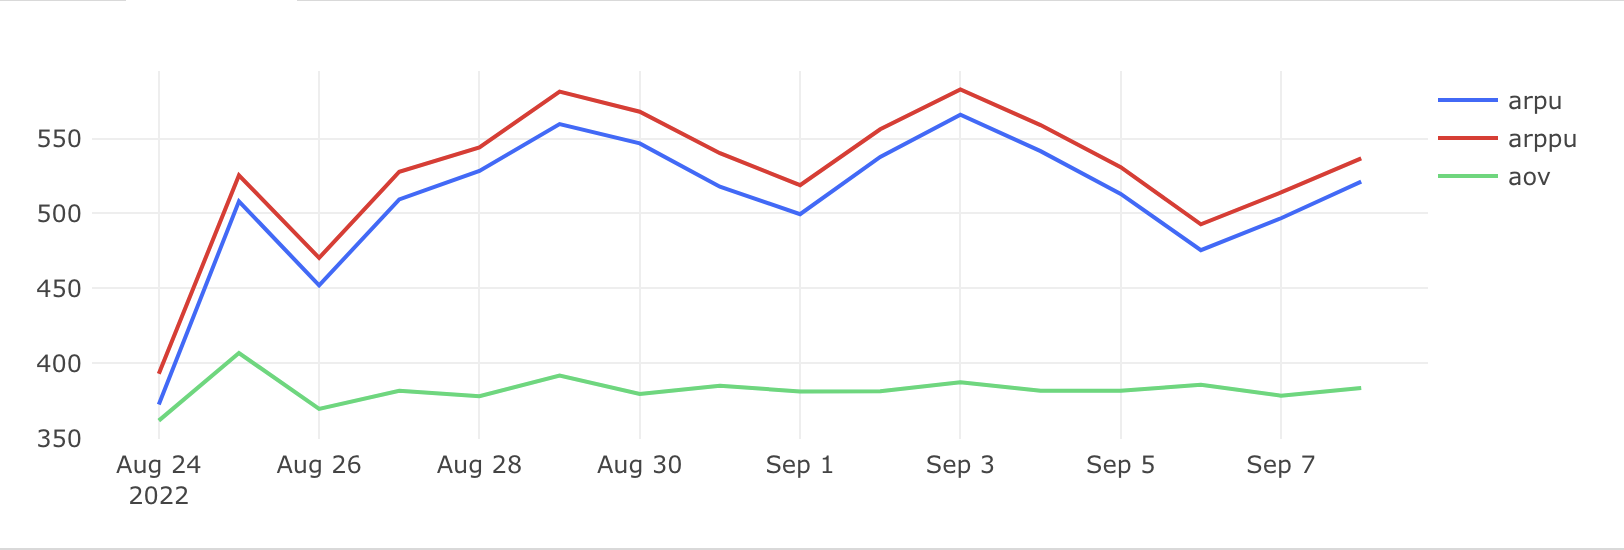 arpu
arppu
aov
550
500
450
400
350
Aug 24
2022
Aug 26
Aug 28
Aug 30
Sep 1
Sep 3
Sep 5
Sep 7